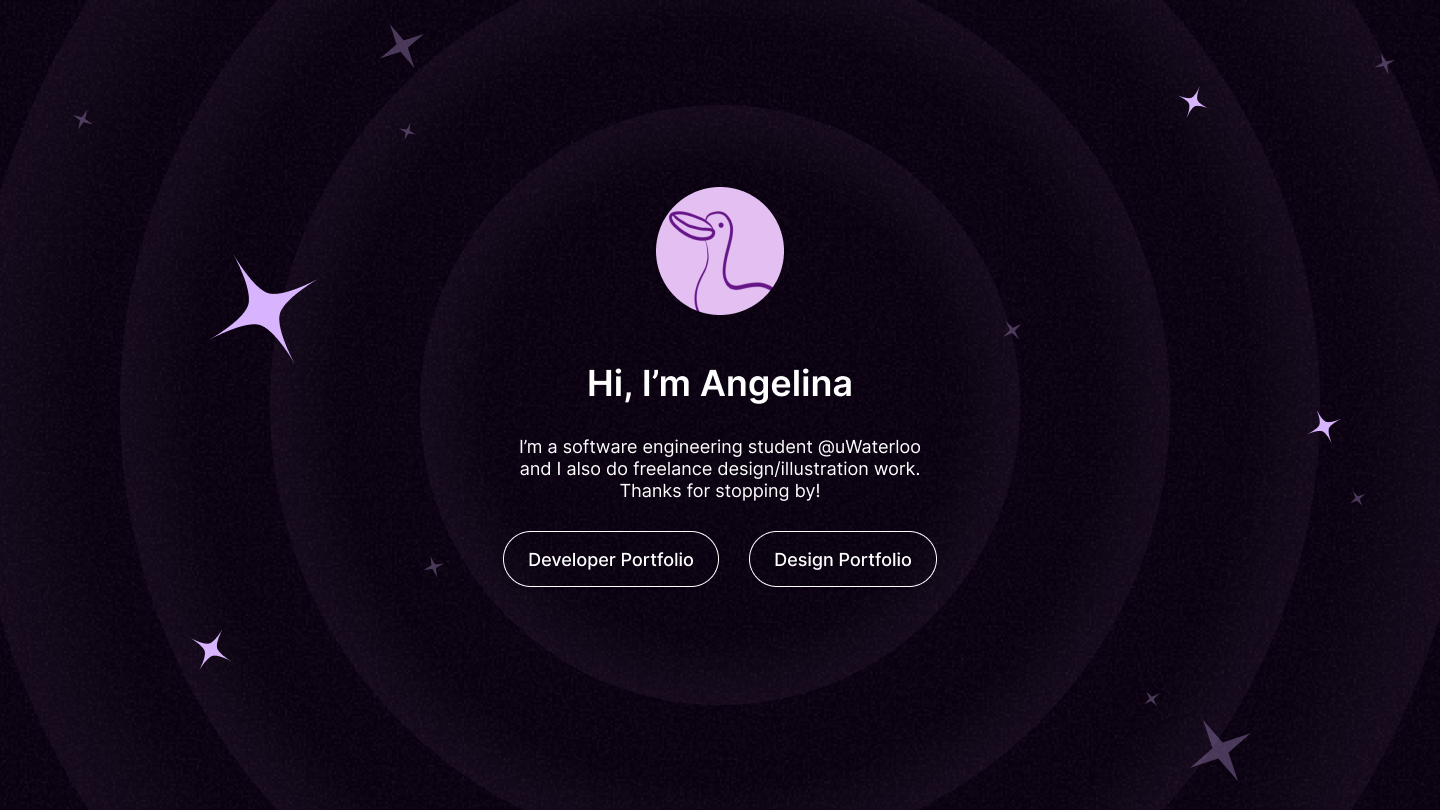 Hi, I’m Angelina
I’m a software engineering student @uWaterloo
and I also do freelance design/illustration work.
Thanks for stopping by!
Developer Portfolio
Design Portfolio